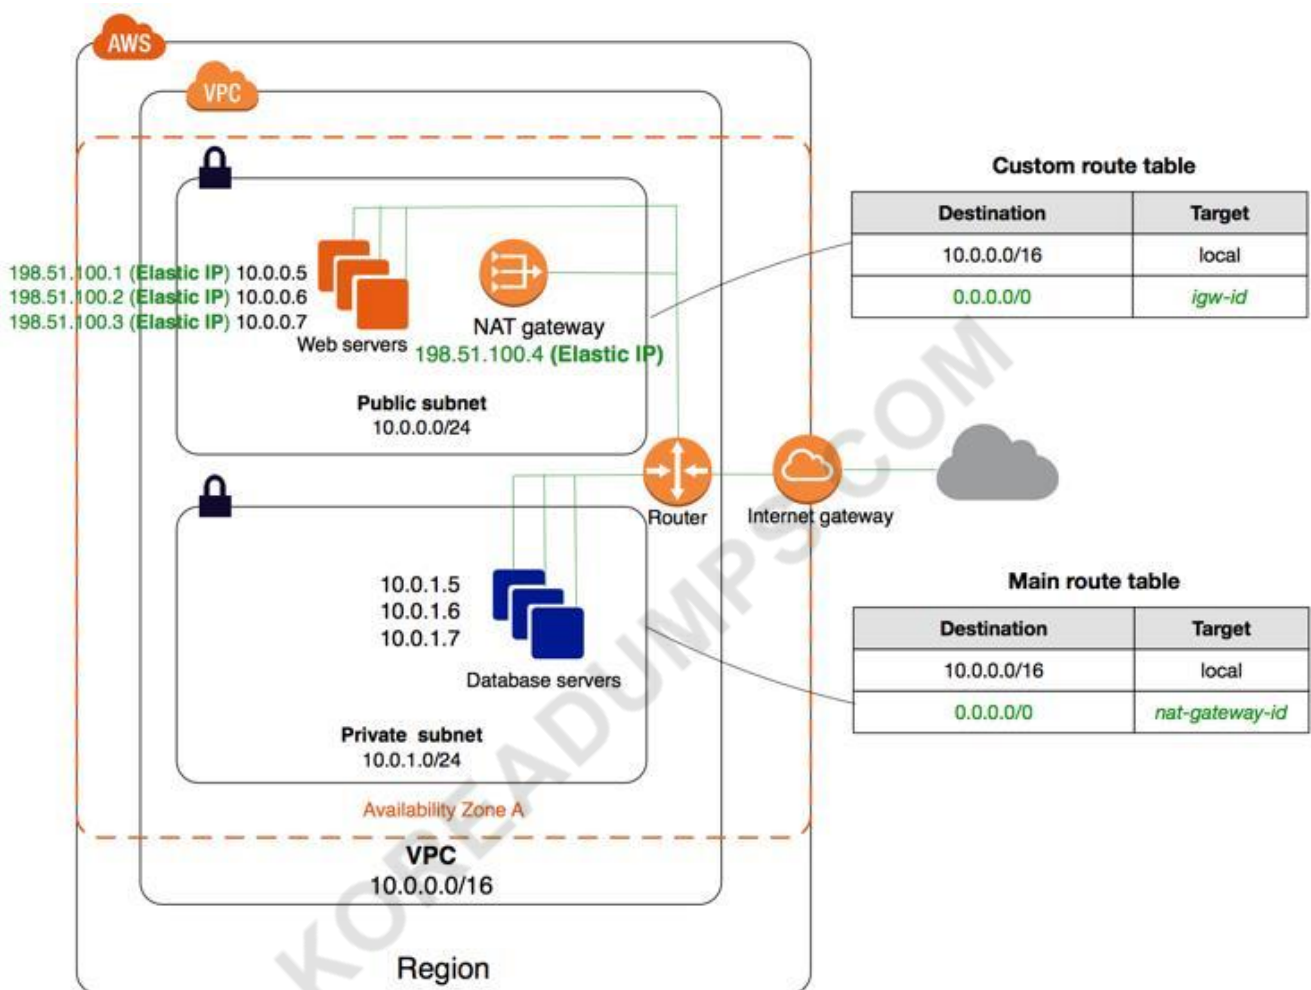 AWS
VPC
198.51.100.1 (Elastic IP) 10.0.0.5
198.51.100.2 (Elastic IP) 10.0.0.6
198.51.100.3 (Elastic IP) 10.0.0.7
Web servers
NAT gateway
198.51.100.4 (Elastic IP)
Public subnet
10.0.0.0/24
Custom route table
Destination Target
10.0.0.0/16 local
0.0.0.0/0 igw-id
Router
Internet gateway
10.0.1.5
10.0.1.6
10.0.1.7
Database servers
Private subnet
10.0.1.0/24
Main route table
Destination Target
10.0.0.0/16 local
0.0.0.0/0 nat-gateway-id
Availability Zone A
VPC
10.0.0.0/16
Region
KOREADUMPS.COM